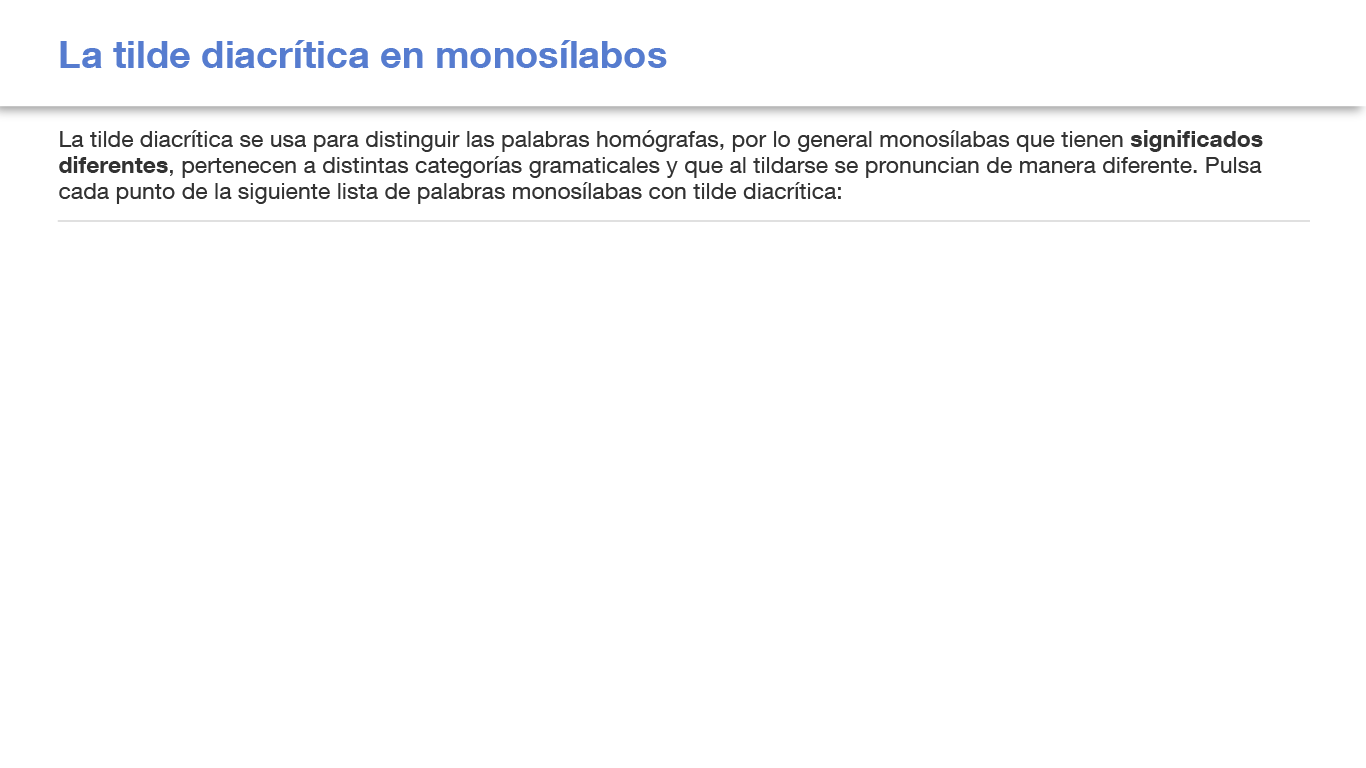 La tilde diacrítica en monosílabos
La tilde diacrítica se usa para distinguir las palabras homógrafas, por lo general monosílabas que tienen significados
diferentes, pertenecen a distintas categorías gramaticales y que al tildarse se pronuncian de manera diferente. Pulsa
cada punto de la siguiente lista de palabras monosílabas con tilde diacrítica: